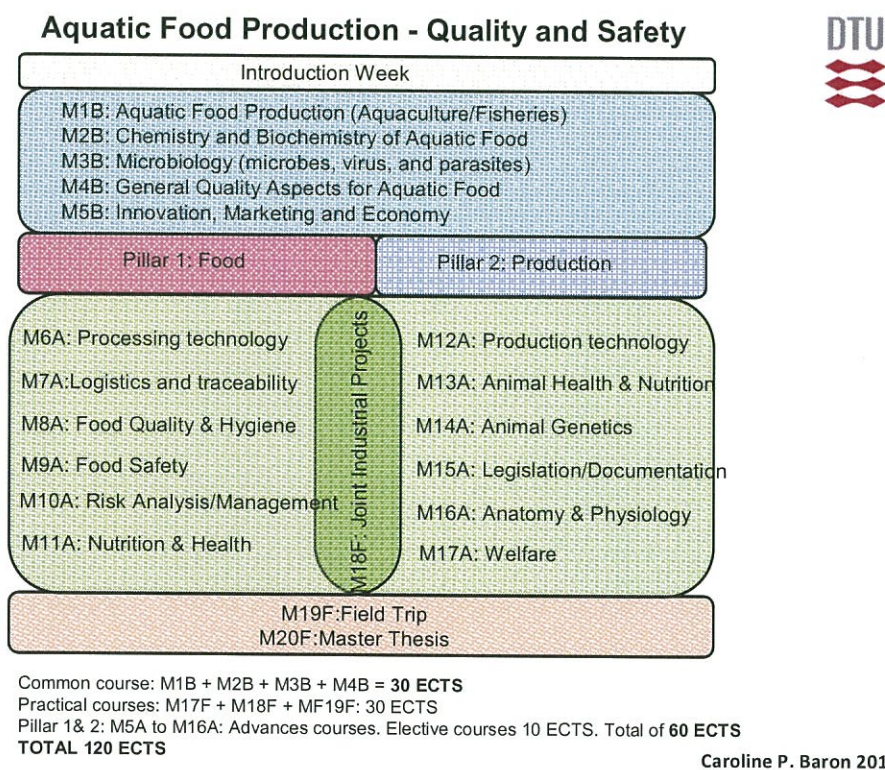 Aquatic Food Production - Quality and Safety
DTU
Introduction Week
M1B: Aquatic Food Production (Aquaculture/Fisheries)
M2B: Chemistry and Biochemistry of Aquatic Food
M3B: Microbiology (microbes, virus, and parasites)
M4B: General Quality Aspects for Aquatic Food
M5B: Innovation, Marketing and Economy
Pillar 1: Food
Pillar 2: Production
M6A: Processing technology
M7A:Logistics and traceability
M8A: Food Quality & Hygiene
M9A: Food Safety
M10A: Risk Analysis/Management
M11A: Nutrition & Health
M18F: Joint Industrial Projects
M12A: Production technology
M13A: Animal Health & Nutrition
M14A: Animal Genetics
M15A: Legislation/Documentation
M16A: Anatomy & Physiology
M17A: Welfare
M19F:Field Trip
M20F:Master Thesis
Common course: M1B + M2B + M3B + M4B = 30 ECTS
Practical courses: M17F + M18F + MF19F: 30 ECTS
Pillar 1& 2: M5A to M16A: Advances courses. Elective courses 10 ECTS. Total of 60 ECTS
TOTAL 120 ECTS
Caroline P. Baron 201